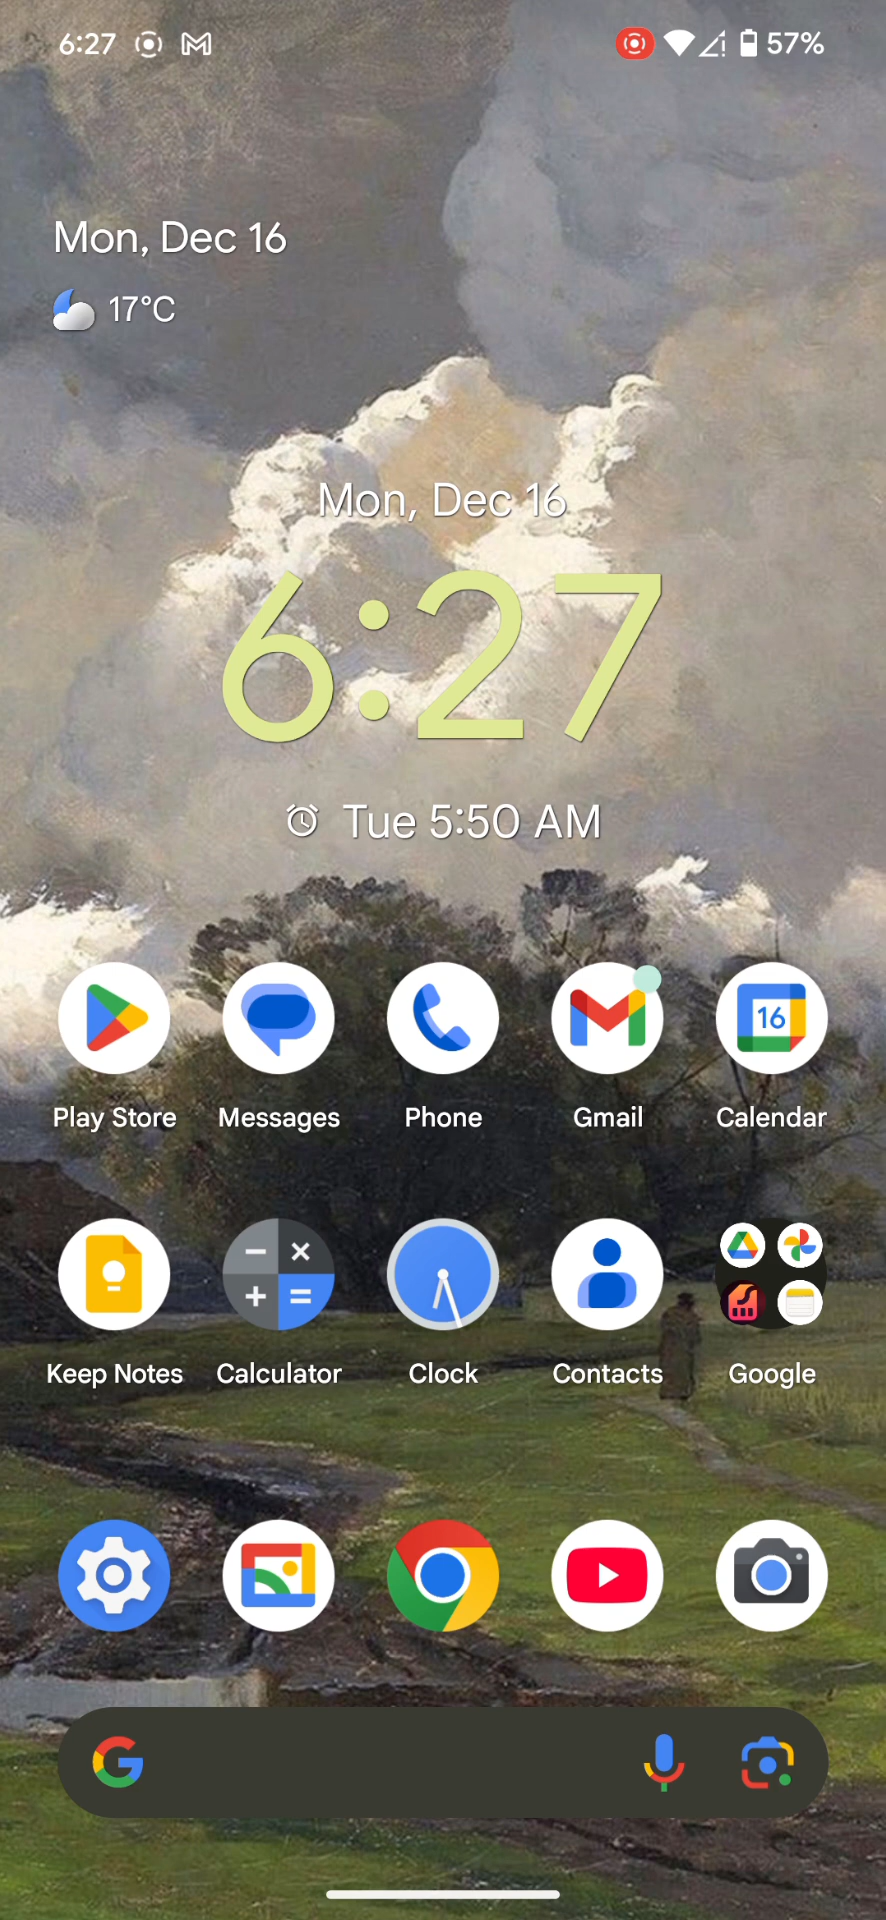 6:27 57%
Mon, Dec 16
17°C
Mon, Dec 16
6:27
Tue 5:50 AM
16
Play Store Messages Phone Gmail Calendar
Keep Notes Calculator Clock Contacts Google